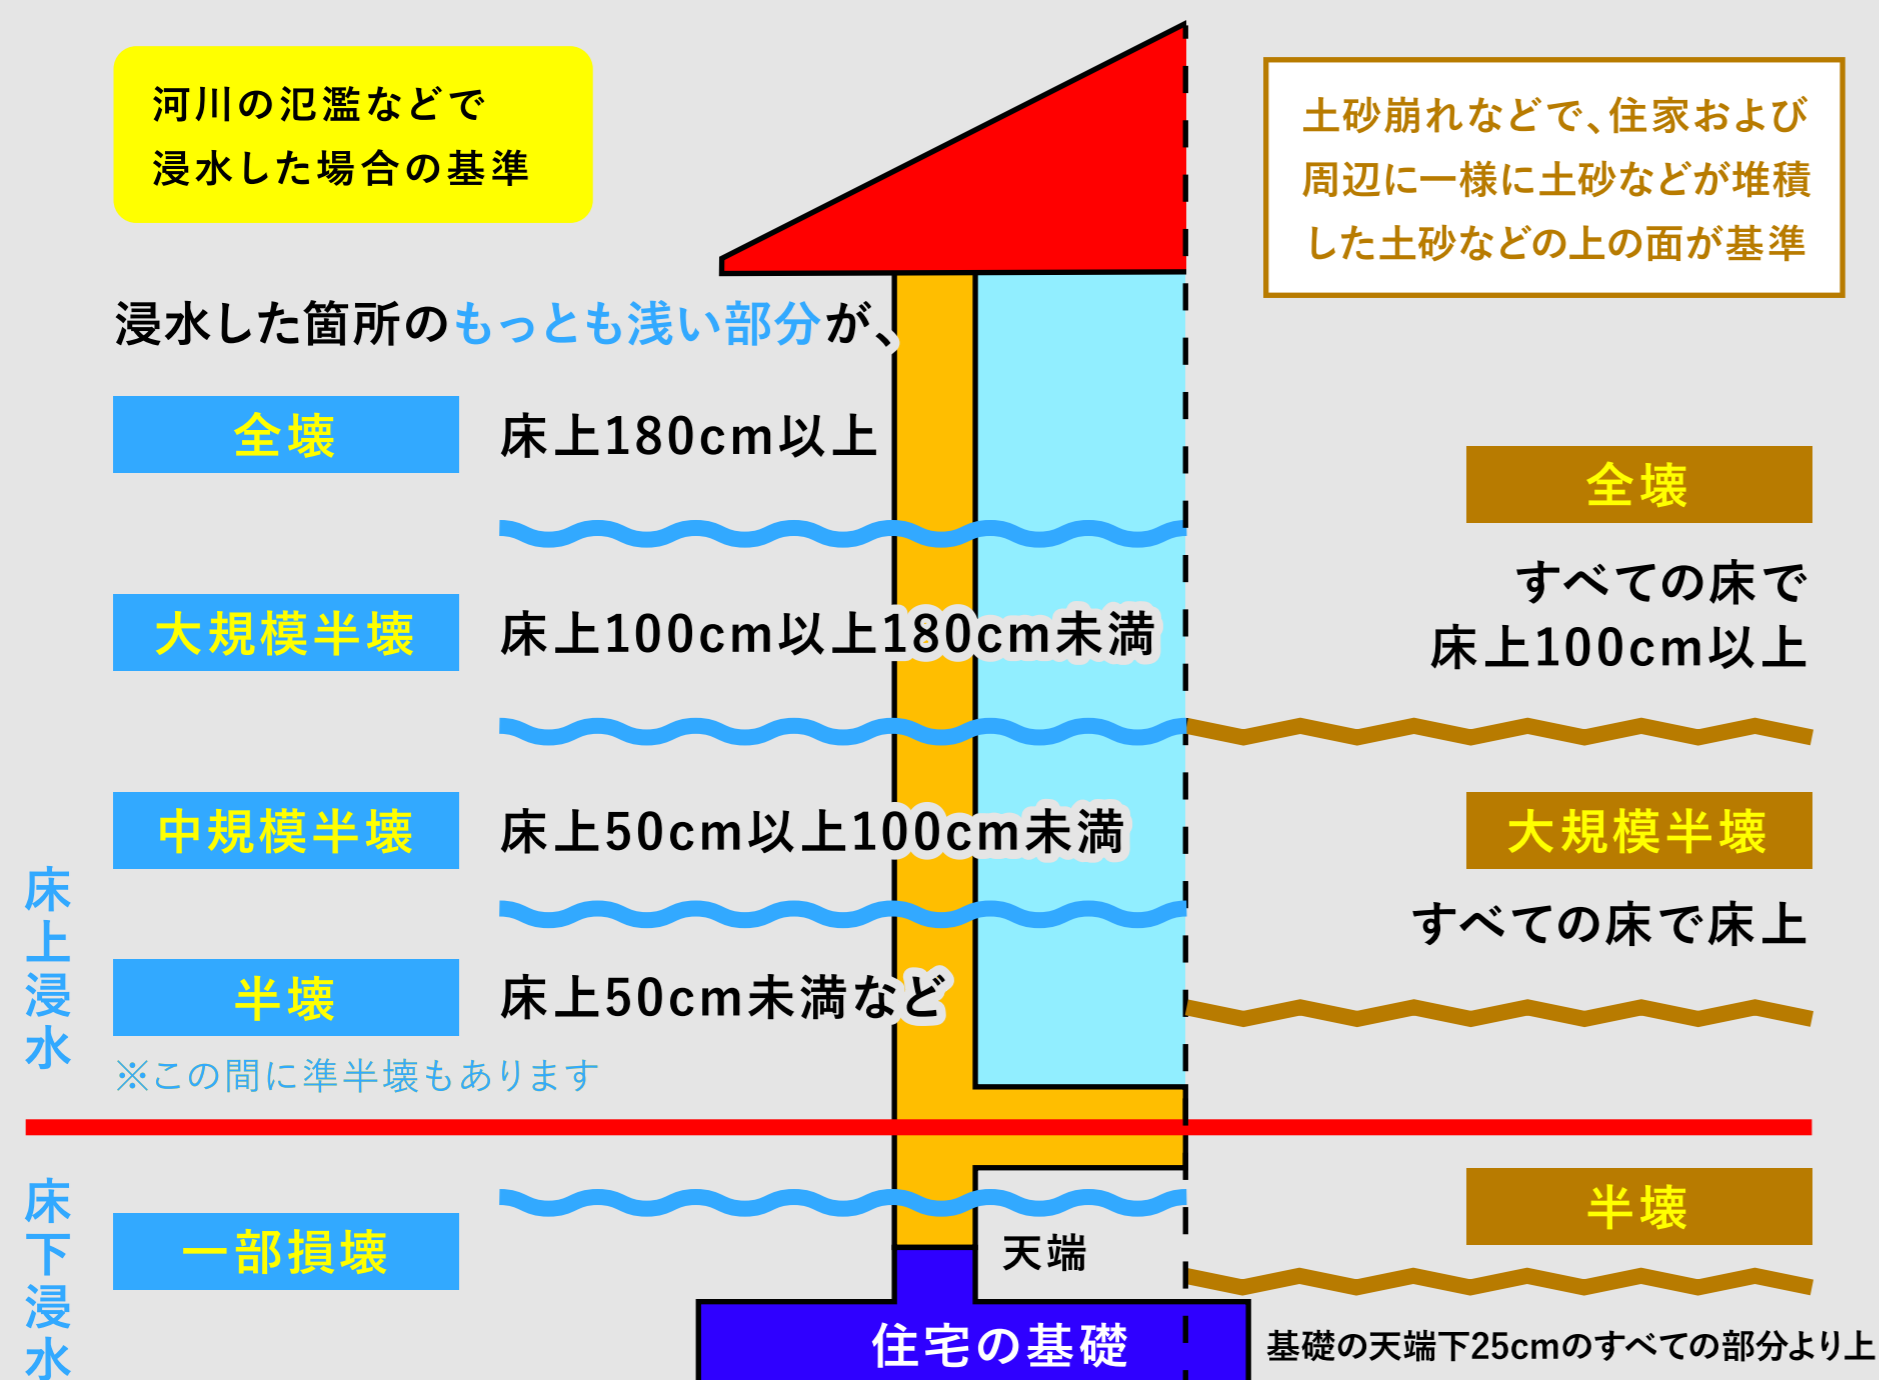 河川の氾濫などで
浸水した場合の基準
土砂崩れなどで、住家および
周辺に一様に土砂などが堆積
した土砂などの上の面が基準
浸水した箇所のもっとも浅い部分が、
全壊
床上180cm以上
大規模半壊
床上100cm以上180cm未満
中規模半壊
床上50cm以上100cm未満
半壊
床上50cm未満など
※この間に準半壊もあります
一部損壊
床上浸水
床下浸水
天端
住宅の基礎
全壊
すべての床で
床上100cm以上
大規模半壊
すべての床で床上
半壊
基礎の天端下25cmのすべての部分より上